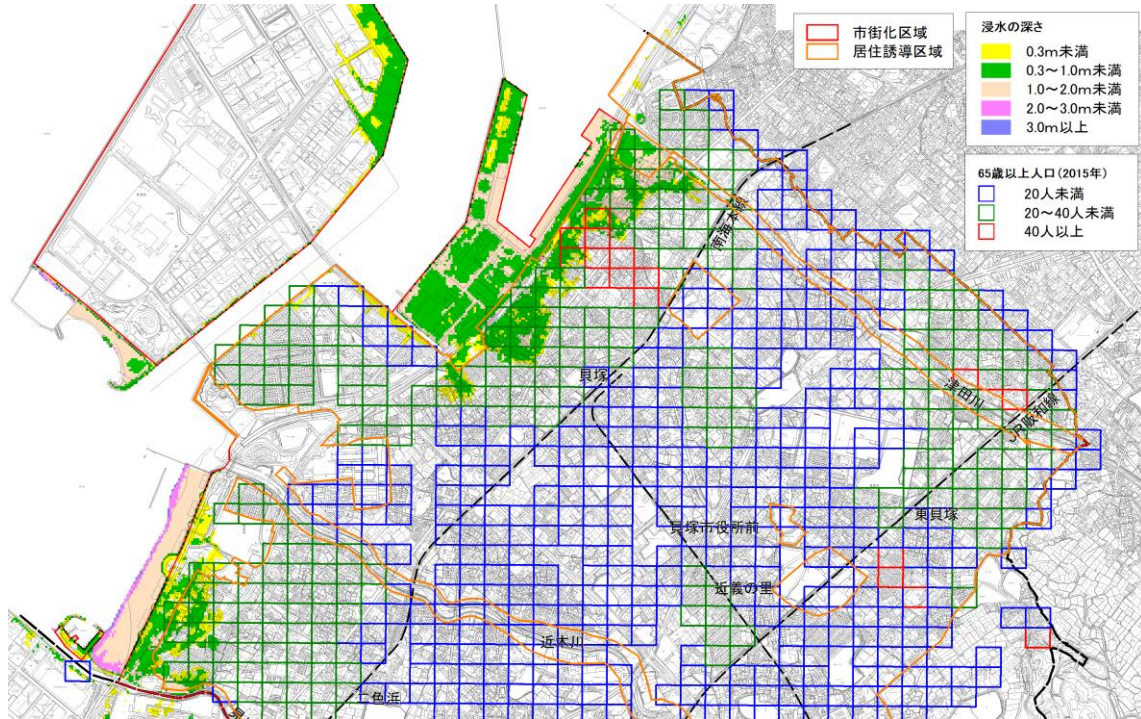 市街化区域
居住誘導区域
浸水の深さ
0.3m未満
0.3～1.0m未満
1.0～2.0m未満
2.0～3.0m未満
3.0m以上
65歳以上人口(2015年)
20人未満
20～40人未満
40人以上
南海本線
貝塚
津田川
JR阪和線
東貝塚
貝塚市役所前
近義の里
近木川
二色浜